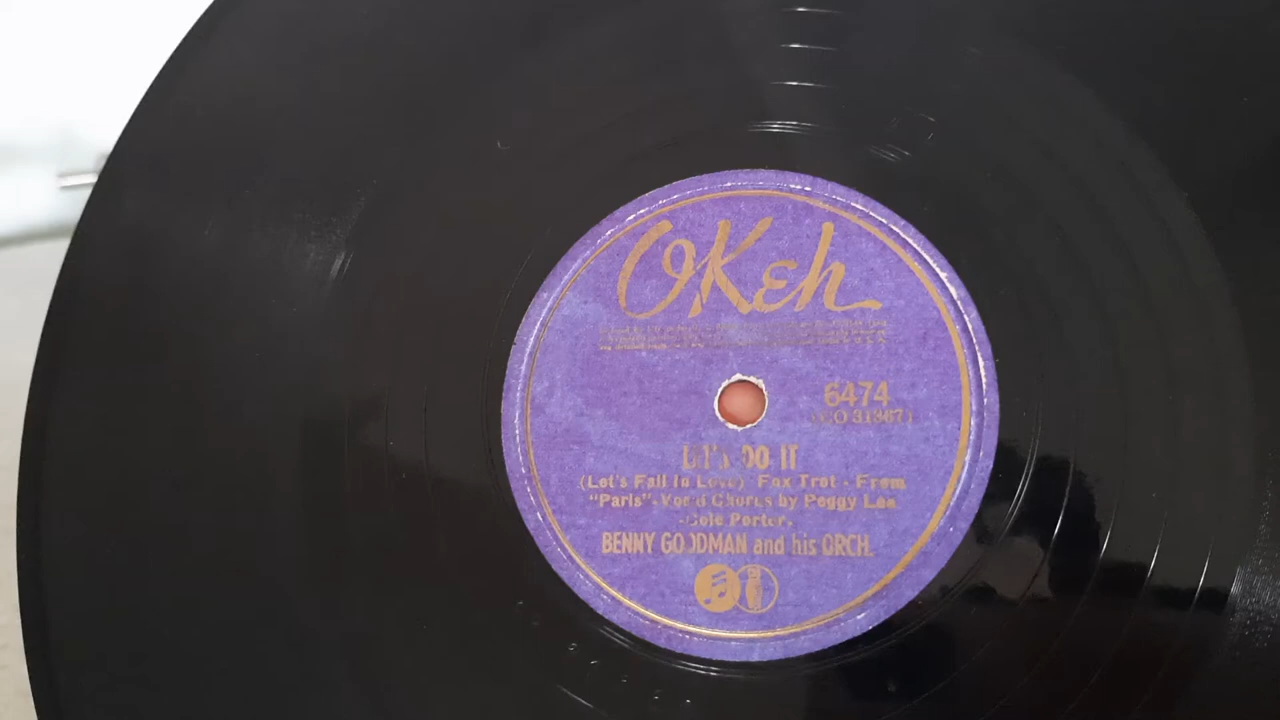 OKeh
6474
(CO 31367)
LET'S DO IT
(Let's Fall In Love) Fox Trot - From
"Paris" - Vocal Chorus by Peggy Lee
-Cole Porter-
BENNY GOODMAN and his ORCH.